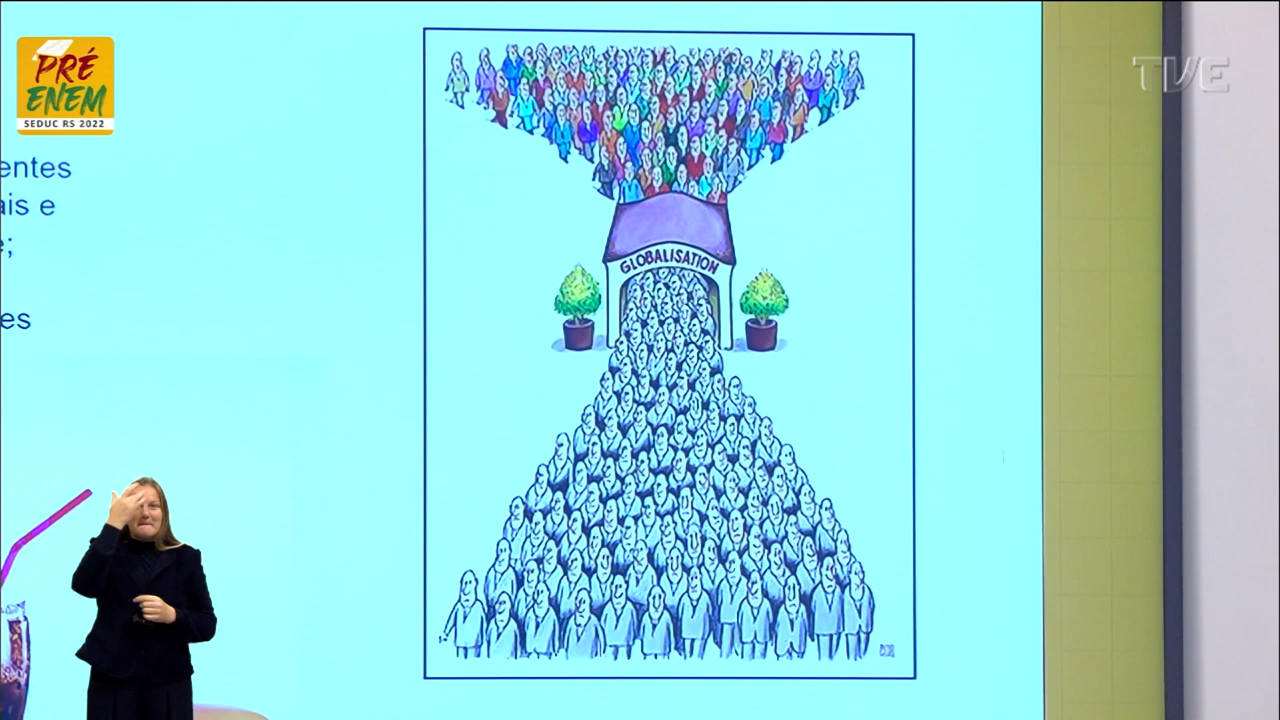 PRÉ
ENEM
SEDUC RS 2022
TVE
entes
ais e
e;
es
GLOBALISATION